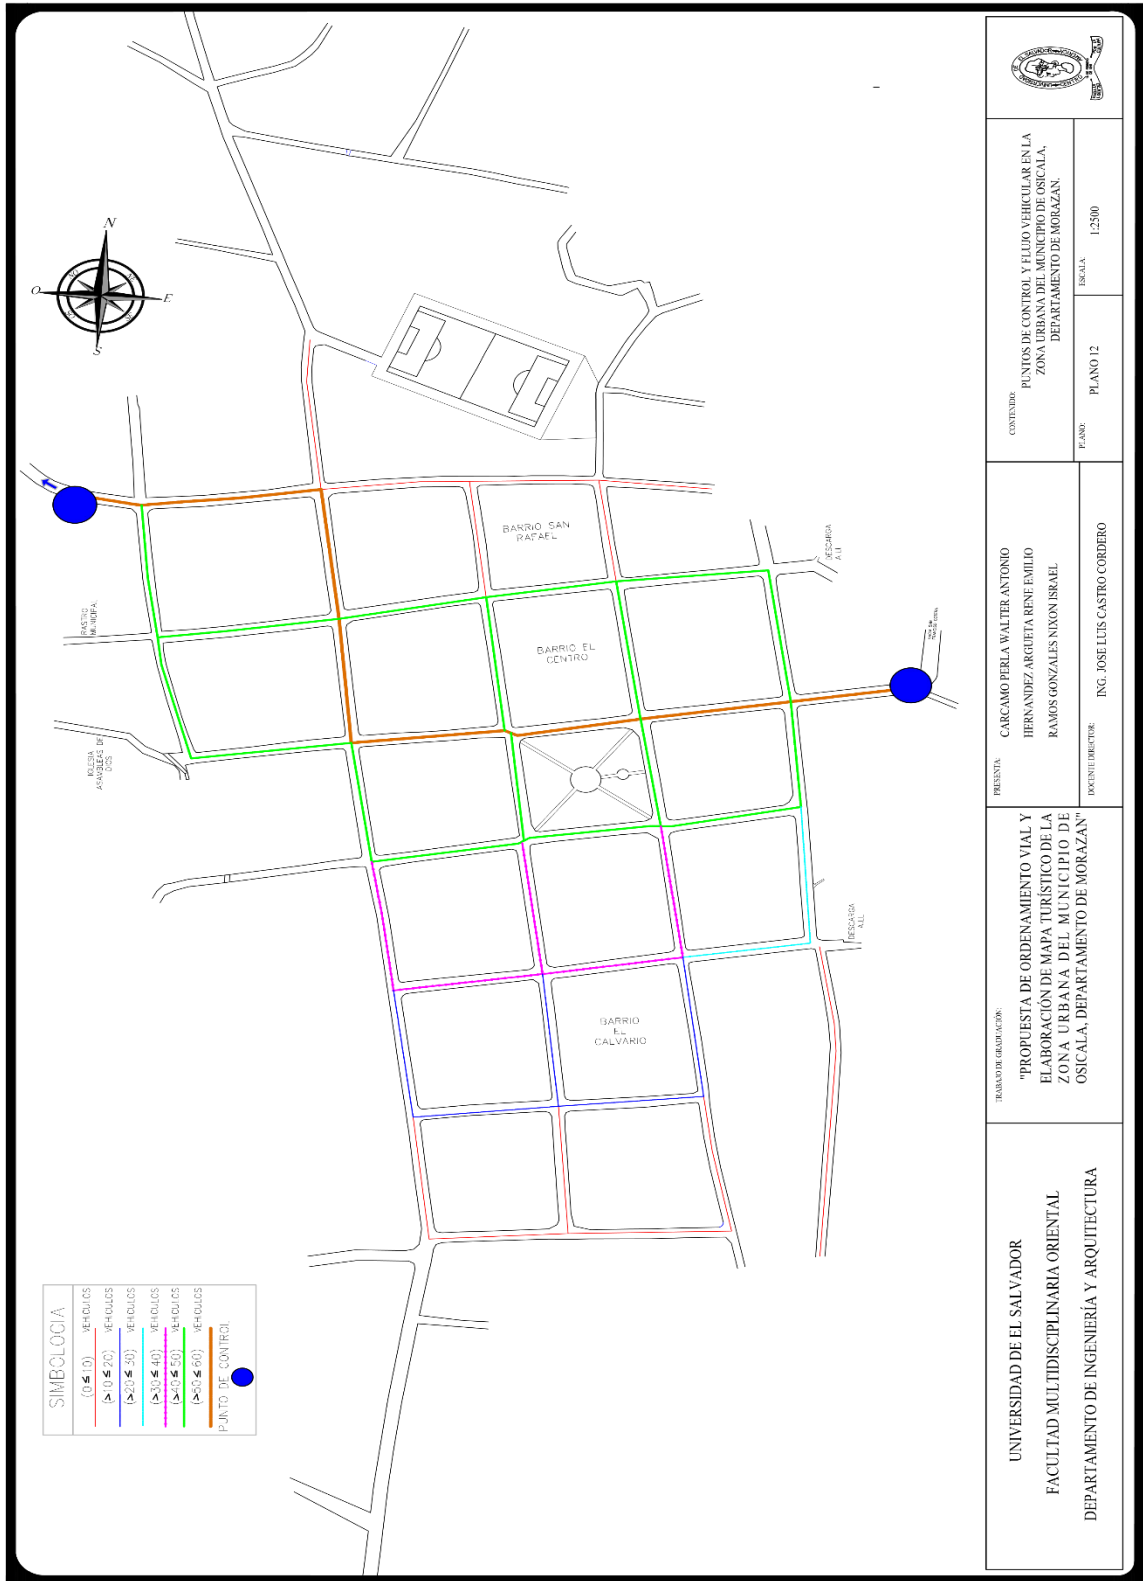 N
O
E
S
BARRIO SAN
RAFAEL
BARRIO EL
CENTRO
BARRIO
EL
CALVARIO
RASTRO
MUNICIPAL
IGLESIA
ASAMBLEAS DE
DIOS
DESCARGA
A.LL
DESCARGA
A.LL
SIMBOLOGIA
(0≤10) VEHICULOS
(>10≤20) VEHICULOS
(>20≤30) VEHICULOS
(>30≤40) VEHICULOS
(>40≤50) VEHICULOS
(>50≤60) VEHICULOS
PUNTO DE CONTROL
UNIVERSIDAD DE EL SALVADOR
FACULTAD MULTIDISCIPLINARIA ORIENTAL
DEPARTAMENTO DE INGENIERÍA Y ARQUITECTURA
TRABAJO DE GRADUACIÓN:
"PROPUESTA DE ORDENAMIENTO VIAL Y
ELABORACIÓN DE MAPA TURÍSTICO DE LA
ZONA URBANA DEL MUNICIPIO DE
OSICALA, DEPARTAMENTO DE MORAZAN"
PRESENTA:
CARCAMO PERLA WALTER ANTONIO
HERNANDEZ ARGUETA RENE EMILIO
RAMOS GONZALES NIXON ISRAEL
DOCENTE DIRECTOR:
ING. JOSE LUIS CASTRO CORDERO
CONTENIDO:
PUNTOS DE CONTROL Y FLUJO VEHICULAR EN LA
ZONA URBANA DEL MUNICIPIO DE OSICALA,
DEPARTAMENTO DE MORAZAN.
PLANO:
PLANO 12
ESCALA:
1:2500